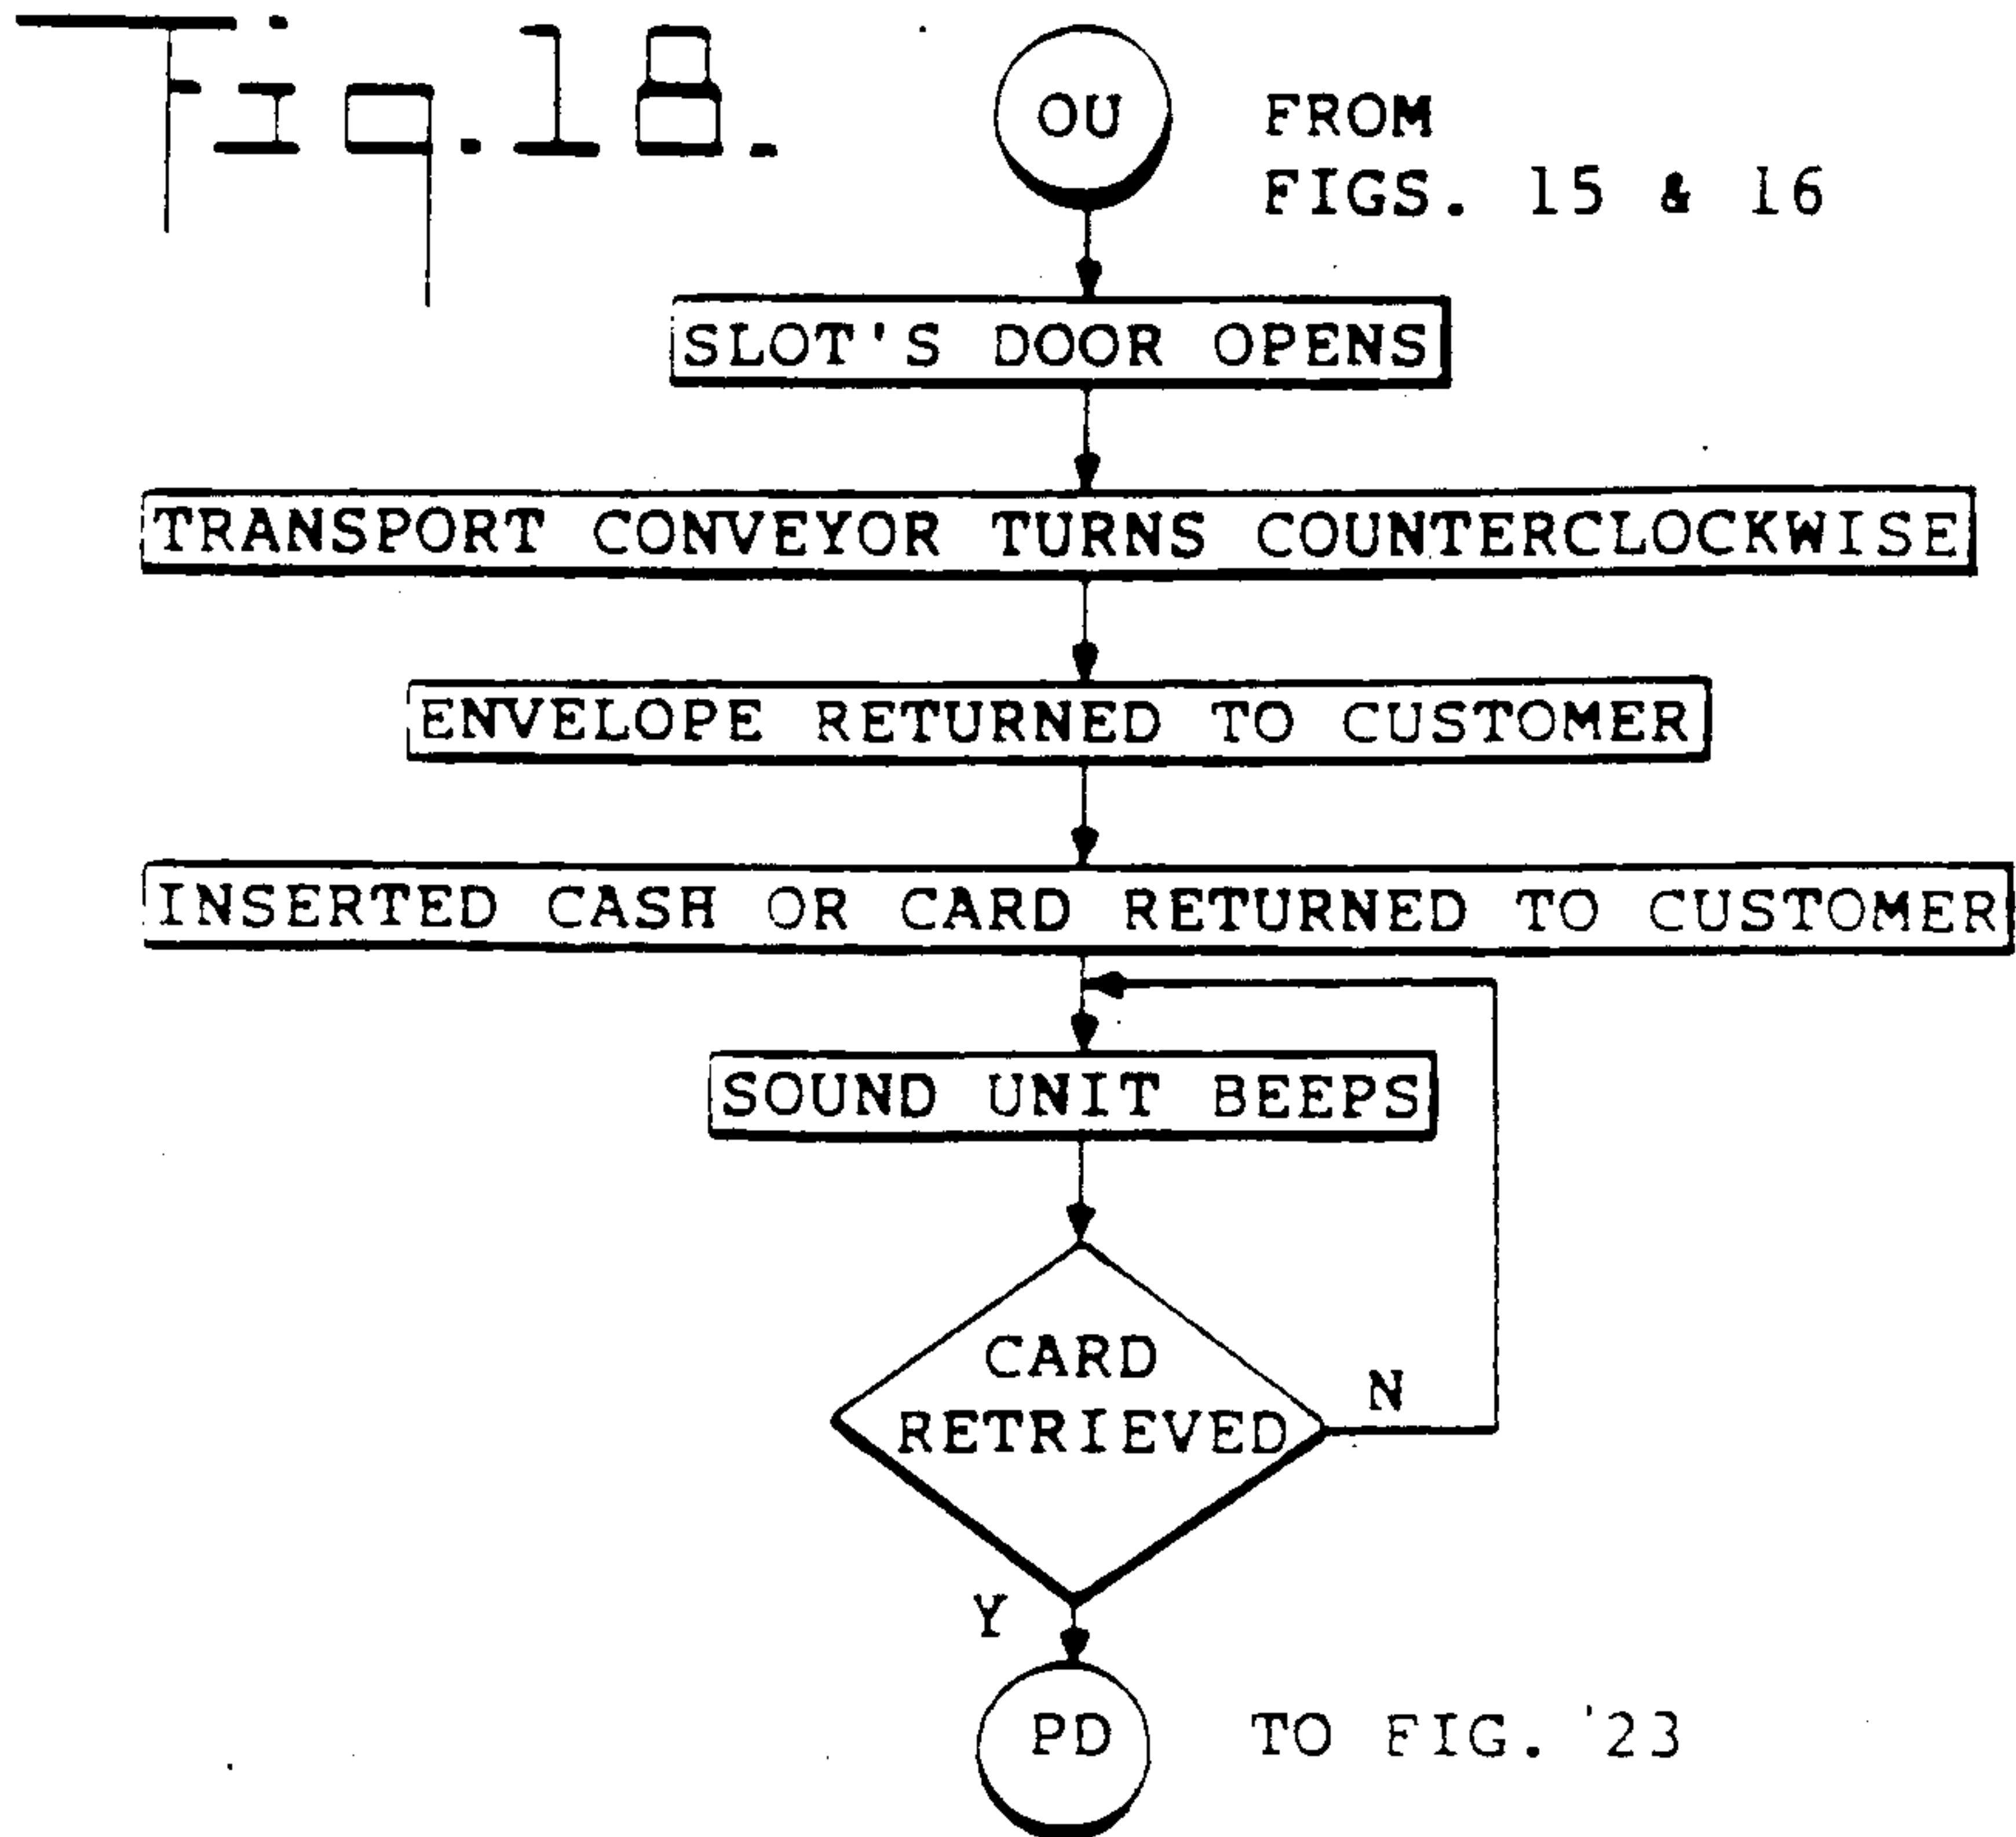 Fig.18.
OU
FROM
FIGS. 15 & 16
SLOT'S DOOR OPENS
TRANSPORT CONVEYOR TURNS COUNTERCLOCKWISE
ENVELOPE RETURNED TO CUSTOMER
INSERTED CASH OR CARD RETURNED TO CUSTOMER
SOUND UNIT BEEPS
CARD
RETRIEVED
N
Y
PD
TO FIG. 23